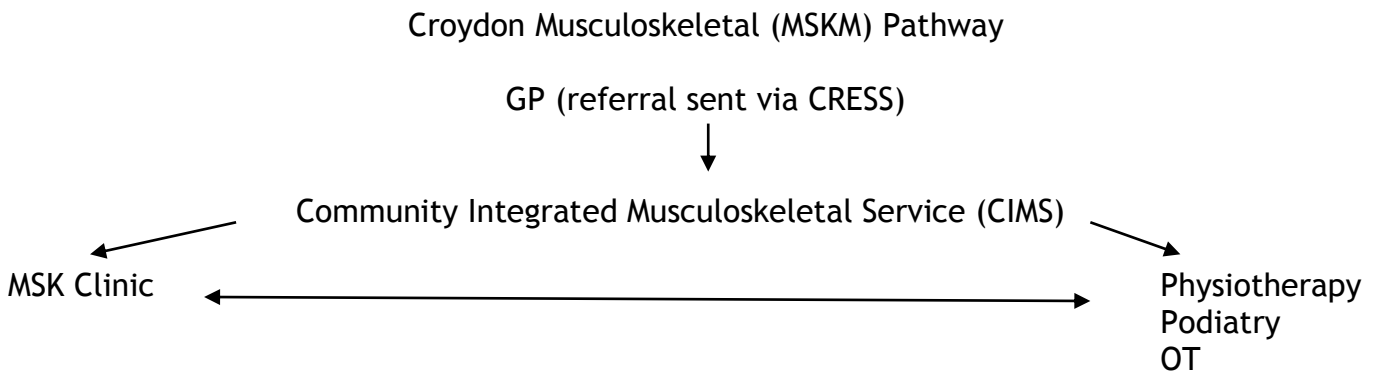 Croydon Musculoskeletal (MSKM) Pathway
GP (referral sent via CRESS)
Community Integrated Musculoskeletal Service (CIMS)
MSK Clinic
Physiotherapy
Podiatry
OT